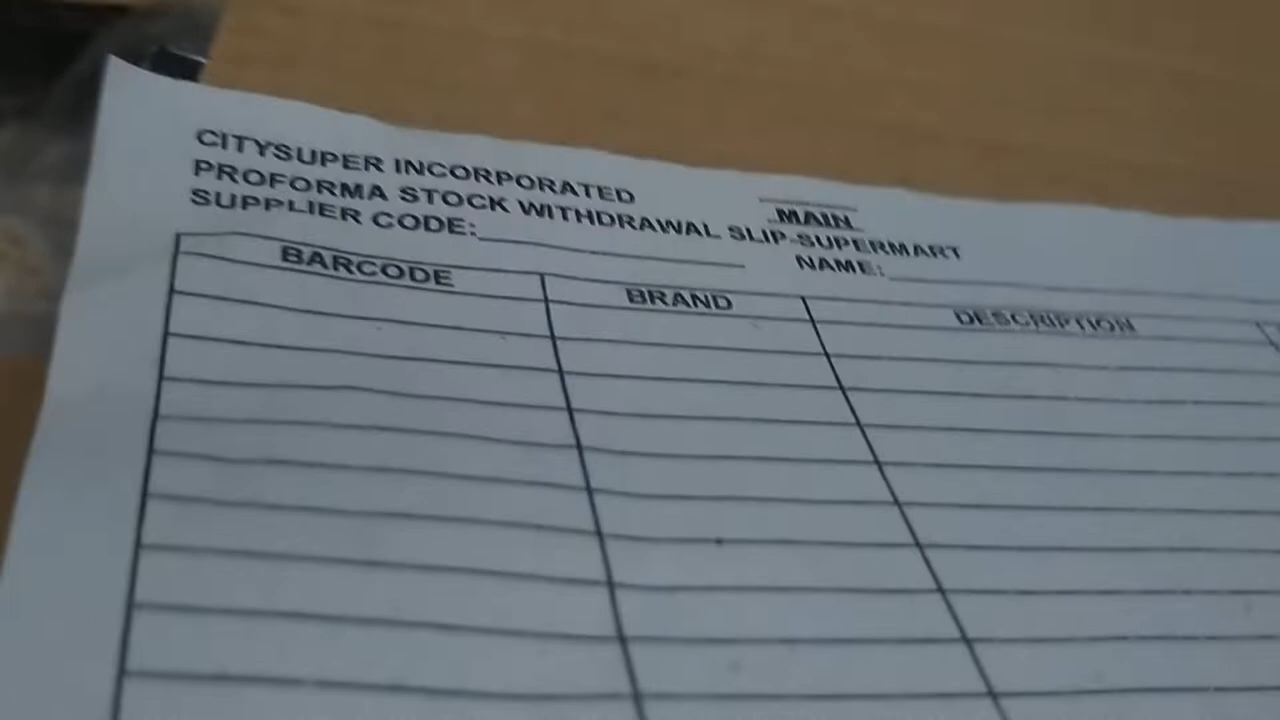 CITYSUPER INCORPORATED
MAIN
PROFORMA STOCK WITHDRAWAL SLIP-SUPERMART
SUPPLIER CODE: NAME:
BARCODE BRAND DESCRIPTION